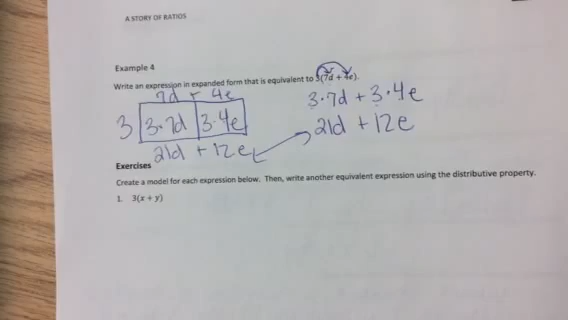 A STORY OF RATIOS
Example 4
Write an expression in expanded form that is equivalent to 3(7d + 4e).
7d + 4e
3 3·7d 3·4e
21d + 12e
3·7d + 3·4e
21d + 12e
Exercises
Create a model for each expression below. Then, write another equivalent expression using the distributive property.
1. 3(x + y)